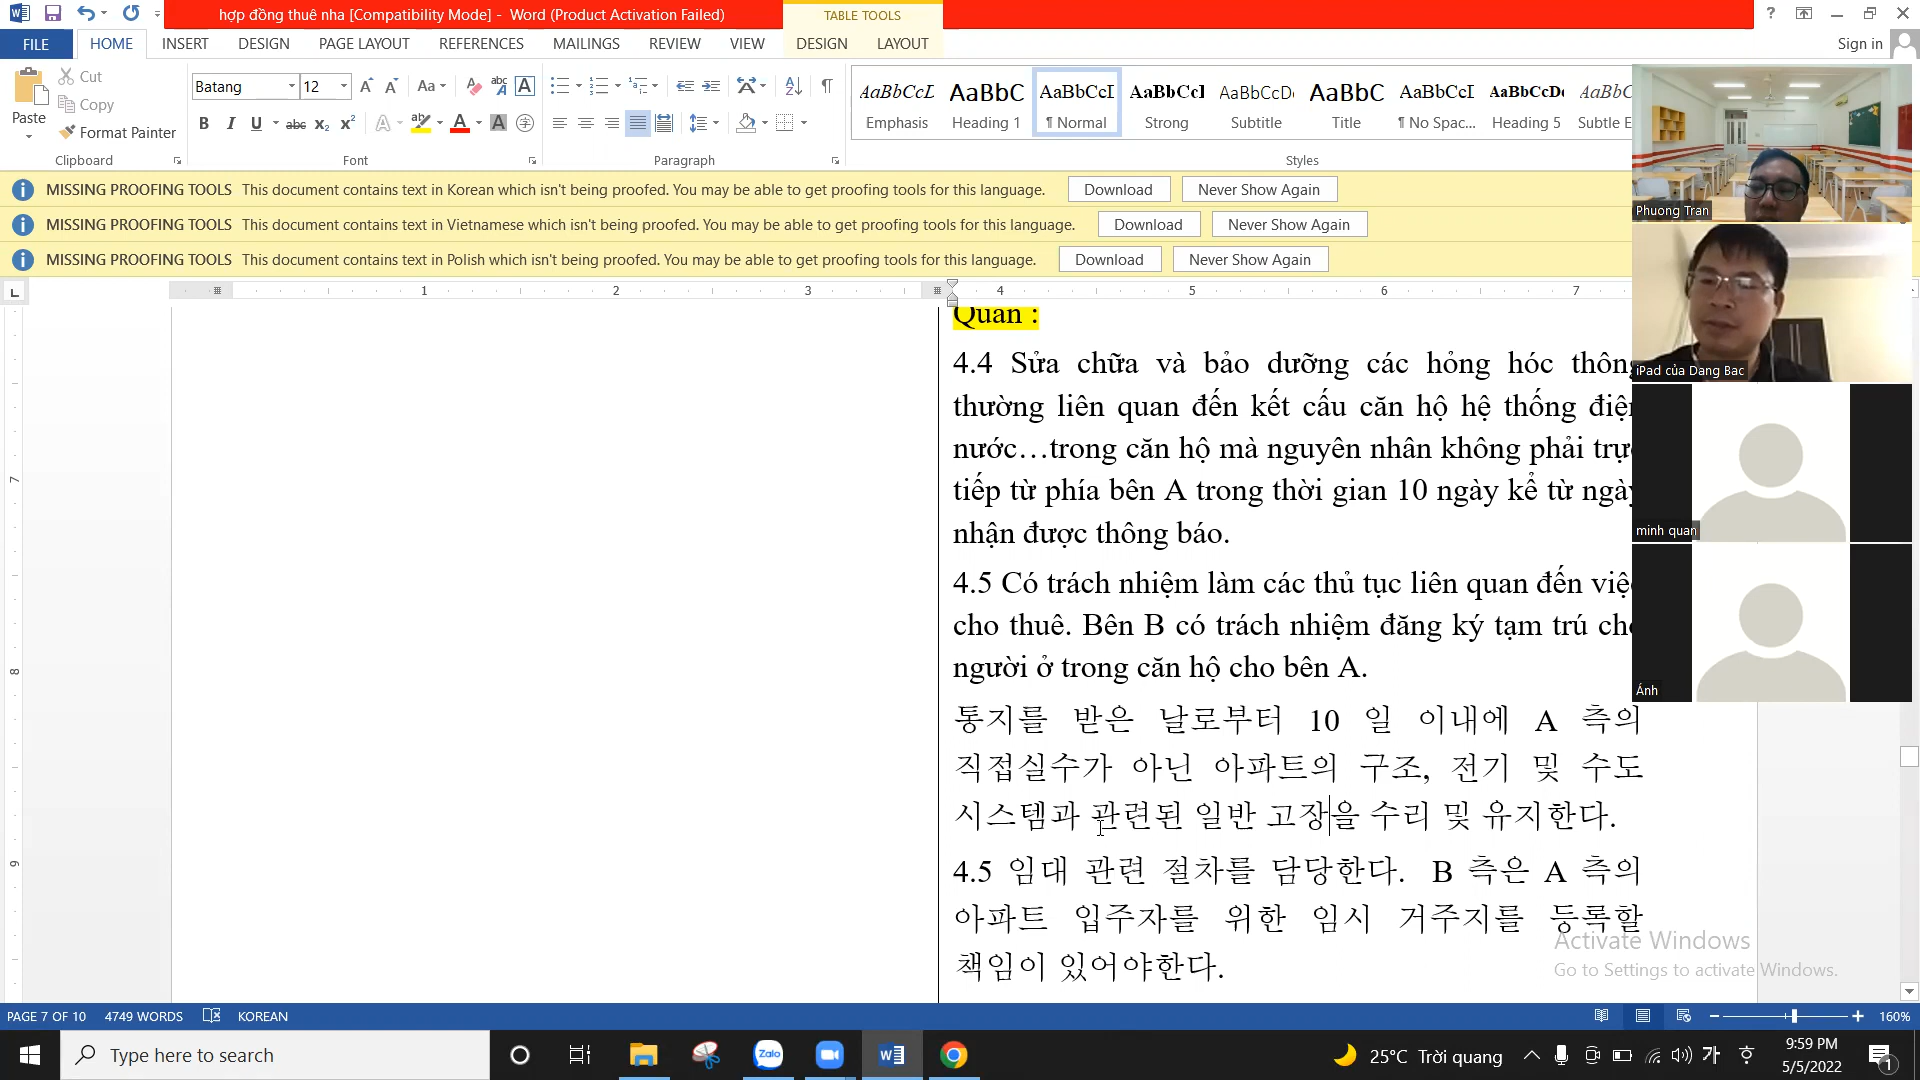 hợp đồng thuê nha [Compatibility Mode] - Word (Product Activation Failed)
TABLE TOOLS
FILE HOME INSERT DESIGN PAGE LAYOUT REFERENCES MAILINGS REVIEW VIEW DESIGN LAYOUT
Sign in
Paste
Cut
Copy
Format Painter
Clipboard
Batang 12
Font
Paragraph
AaBbCcL AaBbC AaBbCcI AaBbCcI AaBbCcD AaBbC AaBbCcI AaBbCcD AaBbC
Emphasis Heading 1 ¶ Normal Strong Subtitle Title ¶ No Spac... Heading 5 Subtle E
Styles
MISSING PROOFING TOOLS This document contains text in Korean which isn't being proofed. You may be able to get proofing tools for this language. Download Never Show Again
MISSING PROOFING TOOLS This document contains text in Vietnamese which isn't being proofed. You may be able to get proofing tools for this language. Download Never Show Again
MISSING PROOFING TOOLS This document contains text in Polish which isn't being proofed. You may be able to get proofing tools for this language. Download Never Show Again
1 2 3 4 5 6 7
7
8
9
Quan :
4.4 Sửa chữa và bảo dưỡng các hỏng hóc thông
thường liên quan đến kết cấu căn hộ hệ thống điện
nước…trong căn hộ mà nguyên nhân không phải trực
tiếp từ phía bên A trong thời gian 10 ngày kể từ ngày
nhận được thông báo.
4.5 Có trách nhiệm làm các thủ tục liên quan đến việc
cho thuê. Bên B có trách nhiệm đăng ký tạm trú cho
người ở trong căn hộ cho bên A.
통지를 받은 날로부터 10 일 이내에 A 측의
직접실수가 아닌 아파트의 구조, 전기 및 수도
시스템과 관련된 일반 고장을 수리 및 유지한다.
4.5 임대 관련 절차를 담당한다. B 측은 A 측의
아파트 입주자를 위한 임시 거주지를 등록할
책임이 있어야한다.
Phuong Tran
iPad của Dang Bac
minh quan
Ánh
Activate Windows
Go to Settings to activate Windows.
PAGE 7 OF 10 4749 WORDS KOREAN 160%
Type here to search
Zalo
25°C Trời quang
가
9:59 PM
5/5/2022
1